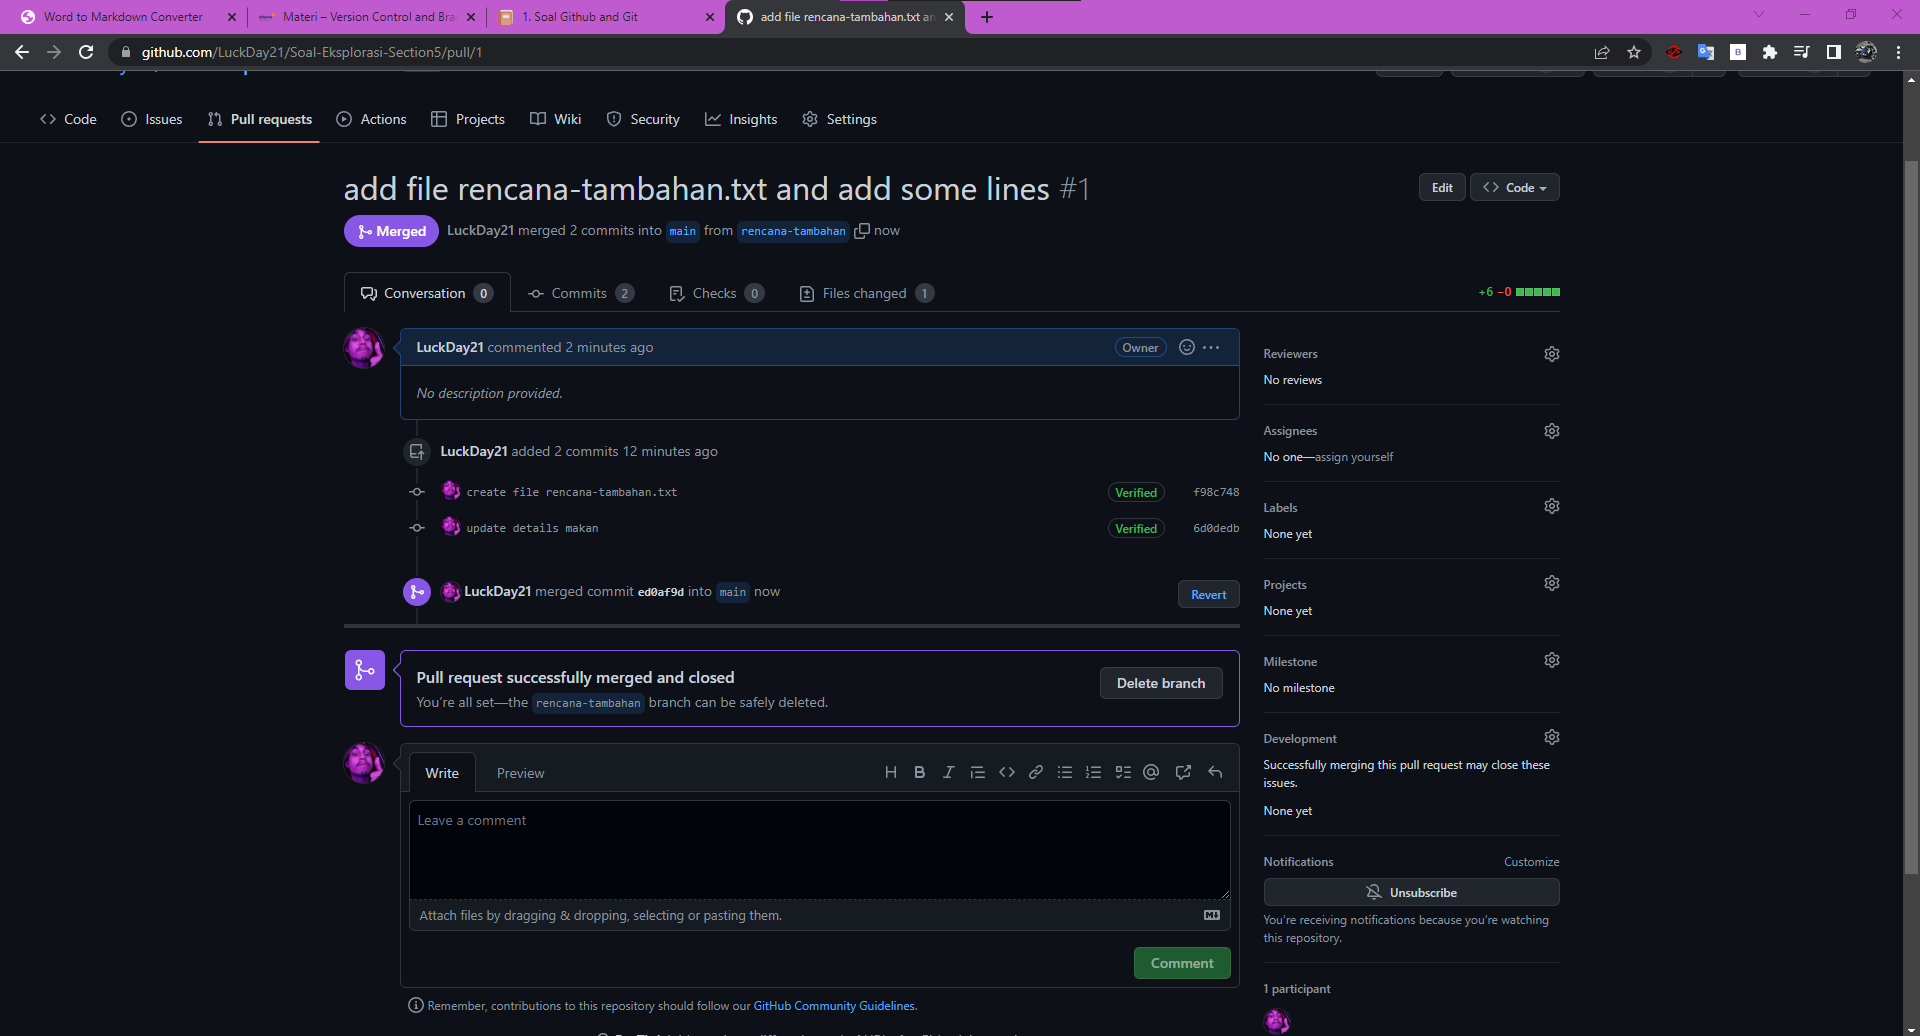 Word to Markdown Converter
Materi – Version Control and Bra
1. Soal Github and Git
add file rencana-tambahan.txt an
github.com/LuckDay21/Soal-Eksplorasi-Section5/pull/1
Code
Issues
Pull requests
Actions
Projects
Wiki
Security
Insights
Settings
add file rencana-tambahan.txt and add some lines #1
Edit
Code
Merged LuckDay21 merged 2 commits into main from rencana-tambahan now
Conversation 0
Commits 2
Checks 0
Files changed 1
+6 −0
LuckDay21 commented 2 minutes ago
Owner
No description provided.
LuckDay21 added 2 commits 12 minutes ago
create file rencana-tambahan.txt
Verified
f98c748
update details makan
Verified
6d0dedb
LuckDay21 merged commit ed0af9d into main now
Revert
Pull request successfully merged and closed
You’re all set—the rencana-tambahan branch can be safely deleted.
Delete branch
Write
Preview
Leave a comment
Attach files by dragging & dropping, selecting or pasting them.
Comment
Remember, contributions to this repository should follow our GitHub Community Guidelines.
Reviewers
No reviews
Assignees
No one—assign yourself
Labels
None yet
Projects
None yet
Milestone
No milestone
Development
Successfully merging this pull request may close these
issues.
None yet
Notifications
Customize
Unsubscribe
You’re receiving notifications because you’re watching
this repository.
1 participant